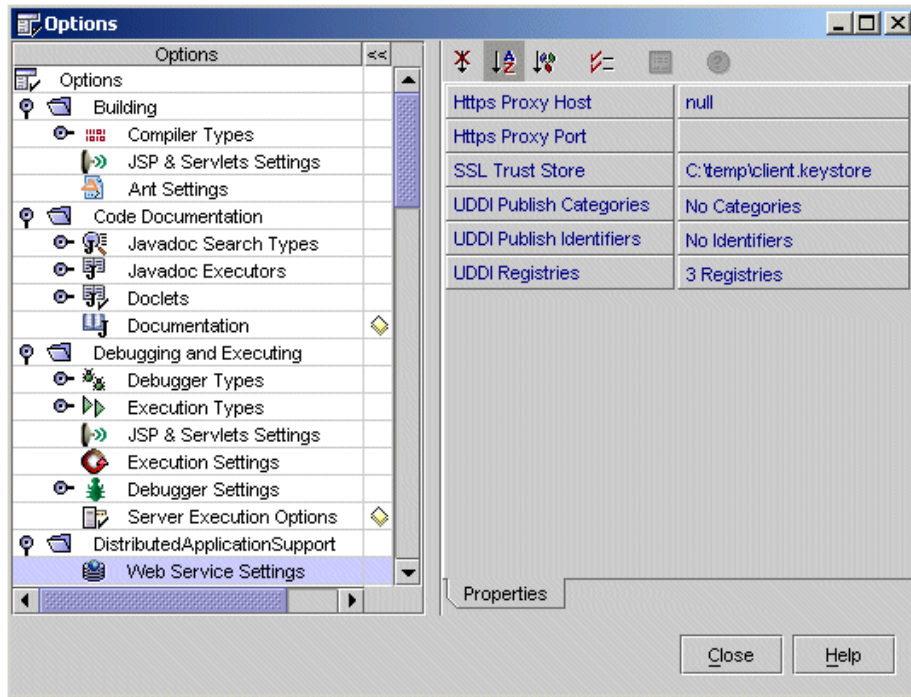 Options
Options
<<
Options
Building
Compiler Types
JSP & Servlets Settings
Ant Settings
Code Documentation
Javadoc Search Types
Javadoc Executors
Doclets
Documentation
Debugging and Executing
Debugger Types
Execution Types
JSP & Servlets Settings
Execution Settings
Debugger Settings
Server Execution Options
DistributedApplicationSupport
Web Service Settings
Https Proxy Host null
Https Proxy Port
SSL Trust Store C:\temp\client.keystore
UDDI Publish Categories No Categories
UDDI Publish Identifiers No Identifiers
UDDI Registries 3 Registries
Properties
Close Help